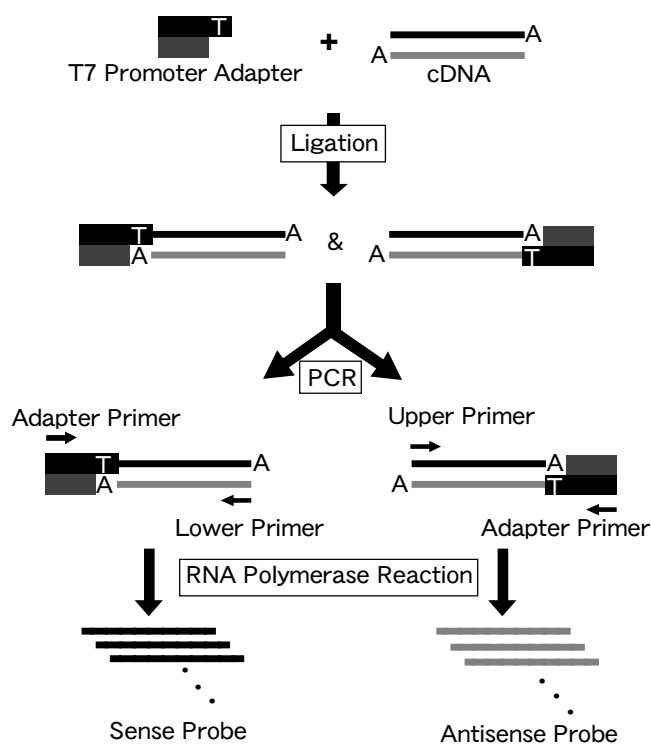 T
+
A
A
T7 Promoter Adapter
cDNA
Ligation
T
A
A
&
A
A
T
PCR
Adapter Primer
Upper Primer
T
A
A
A
A
T
Lower Primer
Adapter Primer
RNA Polymerase Reaction
Sense Probe
Antisense Probe